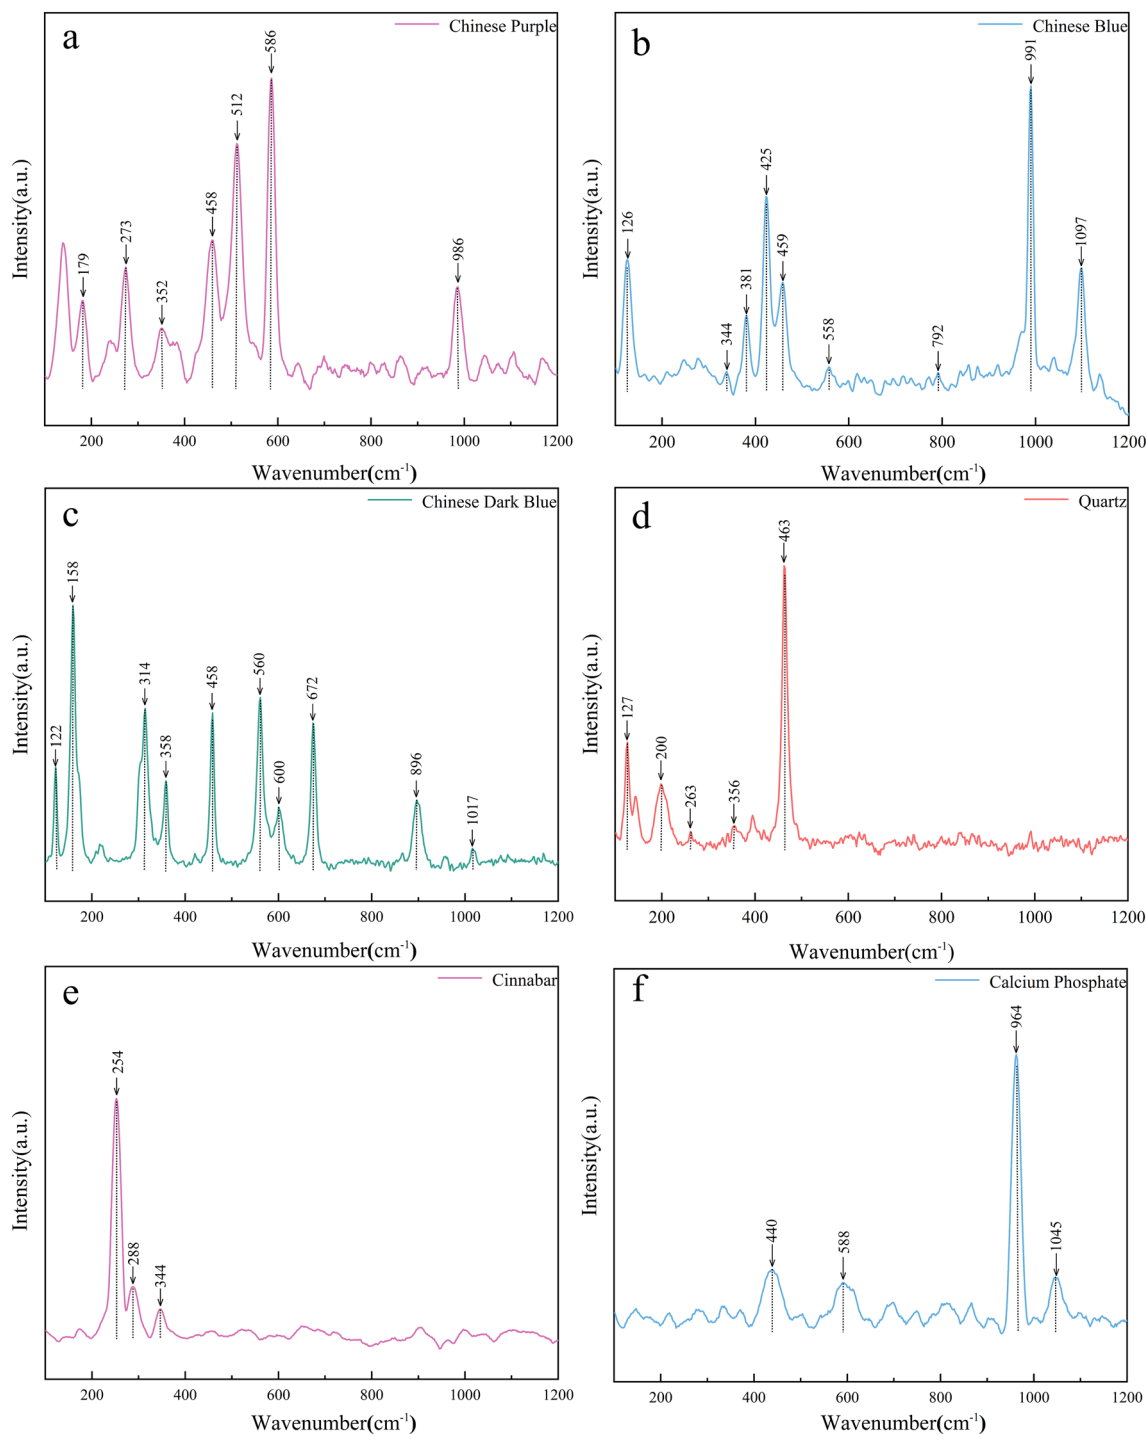 a
Chinese Purple
179
273
352
458
512
586
986
Intensity(a.u.)
200 400 600 800 1000 1200
Wavenumber(cm-1)
b
Chinese Blue
126
344
381
425
459
558
792
991
1097
Intensity(a.u.)
200 400 600 800 1000 1200
Wavenumber(cm-1)
c
Chinese Dark Blue
122
158
314
358
458
560
600
672
896
1017
Intensity(a.u.)
200 400 600 800 1000 1200
Wavenumber(cm-1)
d
Quartz
127
200
263
356
463
Intensity(a.u.)
200 400 600 800 1000 1200
Wavenumber(cm-1)
e
Cinnabar
254
288
344
Intensity(a.u.)
200 400 600 800 1000 1200
Wavenumber(cm-1)
f
Calcium Phosphate
440
588
964
1045
Intensity(a.u.)
200 400 600 800 1000 1200
Wavenumber(cm-1)